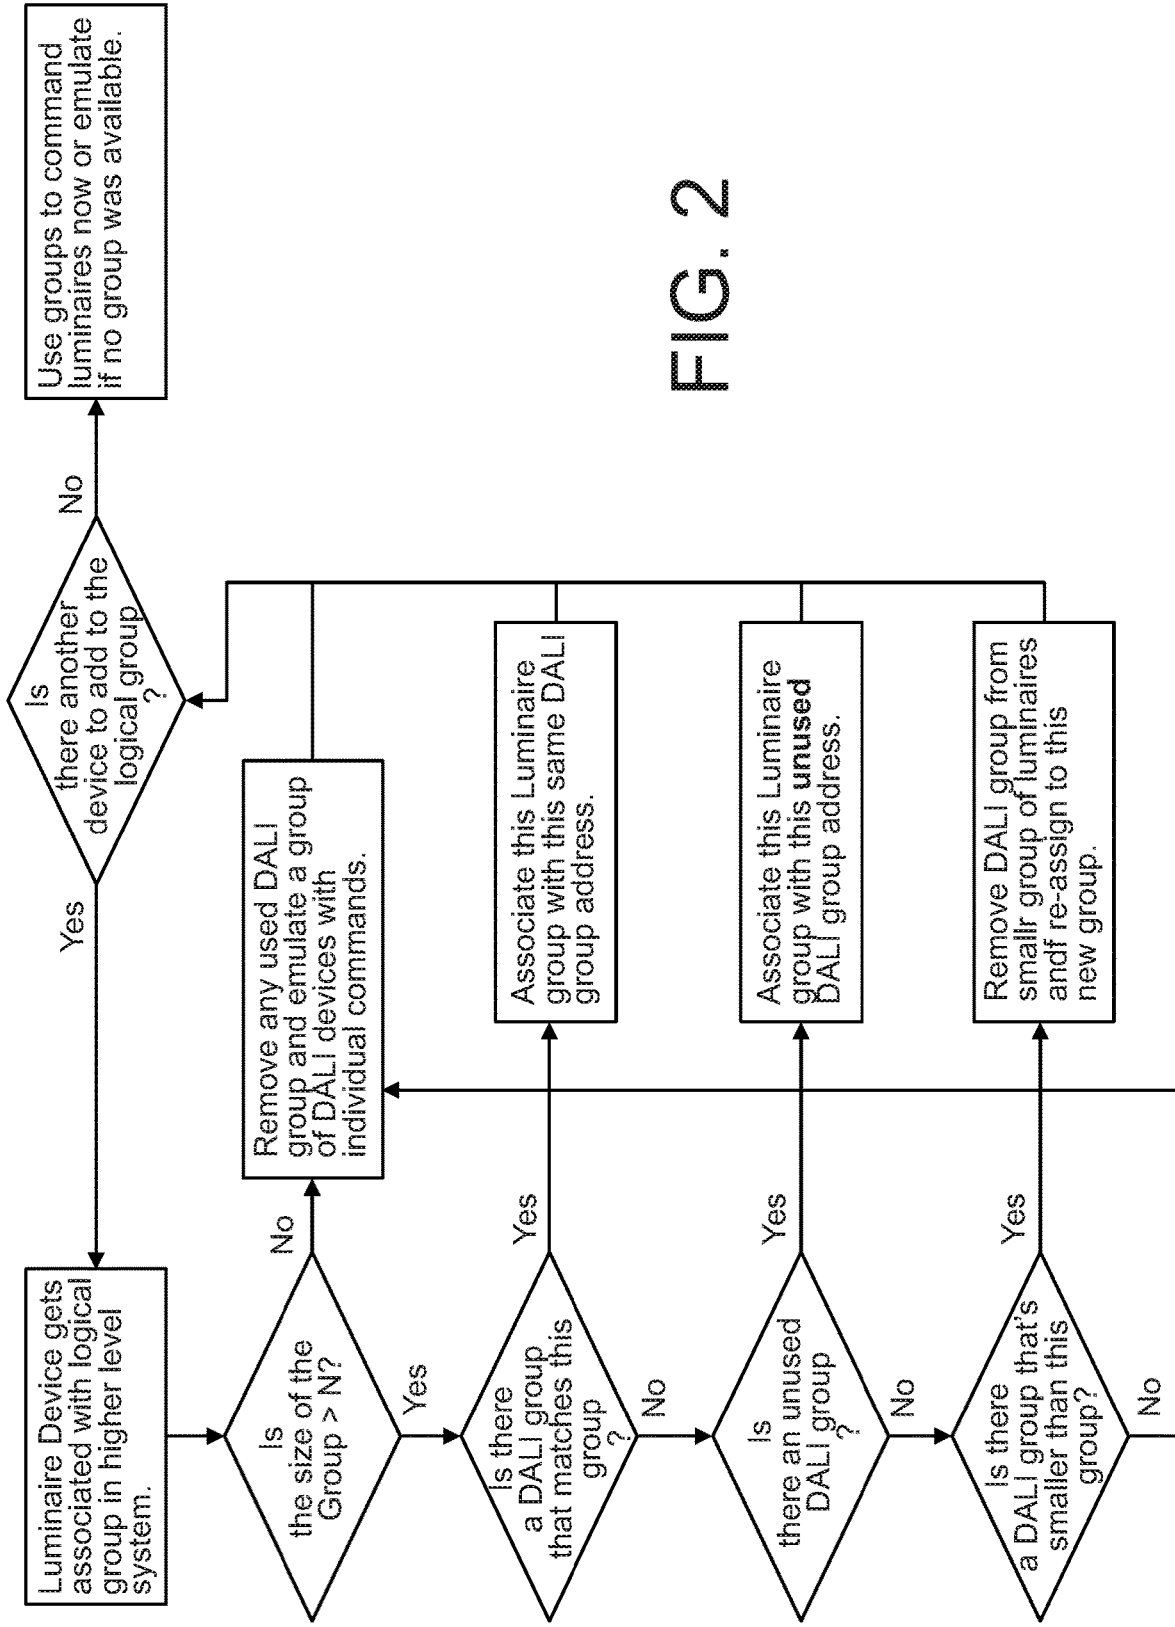 Luminaire Device gets
associated with logical
group in higher level
system.
Is
the size of the
Group > N?
No
Yes
Remove any used DALI
group and emulate a group
of DALI devices with
individual commands.
Is there
a DALI group
that matches this
group
?
Yes
No
Associate this Luminaire
group with this same DALI
group address.
Is
there an unused
DALI group
?
Yes
No
Associate this Luminaire
group with this unused
DALI group address.
Is there
a DALI group that's
smaller than this
group?
Yes
No
Remove DALI group from
smallr group of luminaires
andf re-assign to this
new group.
Is
there another
device to add to the
logical group
?
Yes
No
Use groups to command
luminaires now or emulate
if no group was available.
FIG. 2